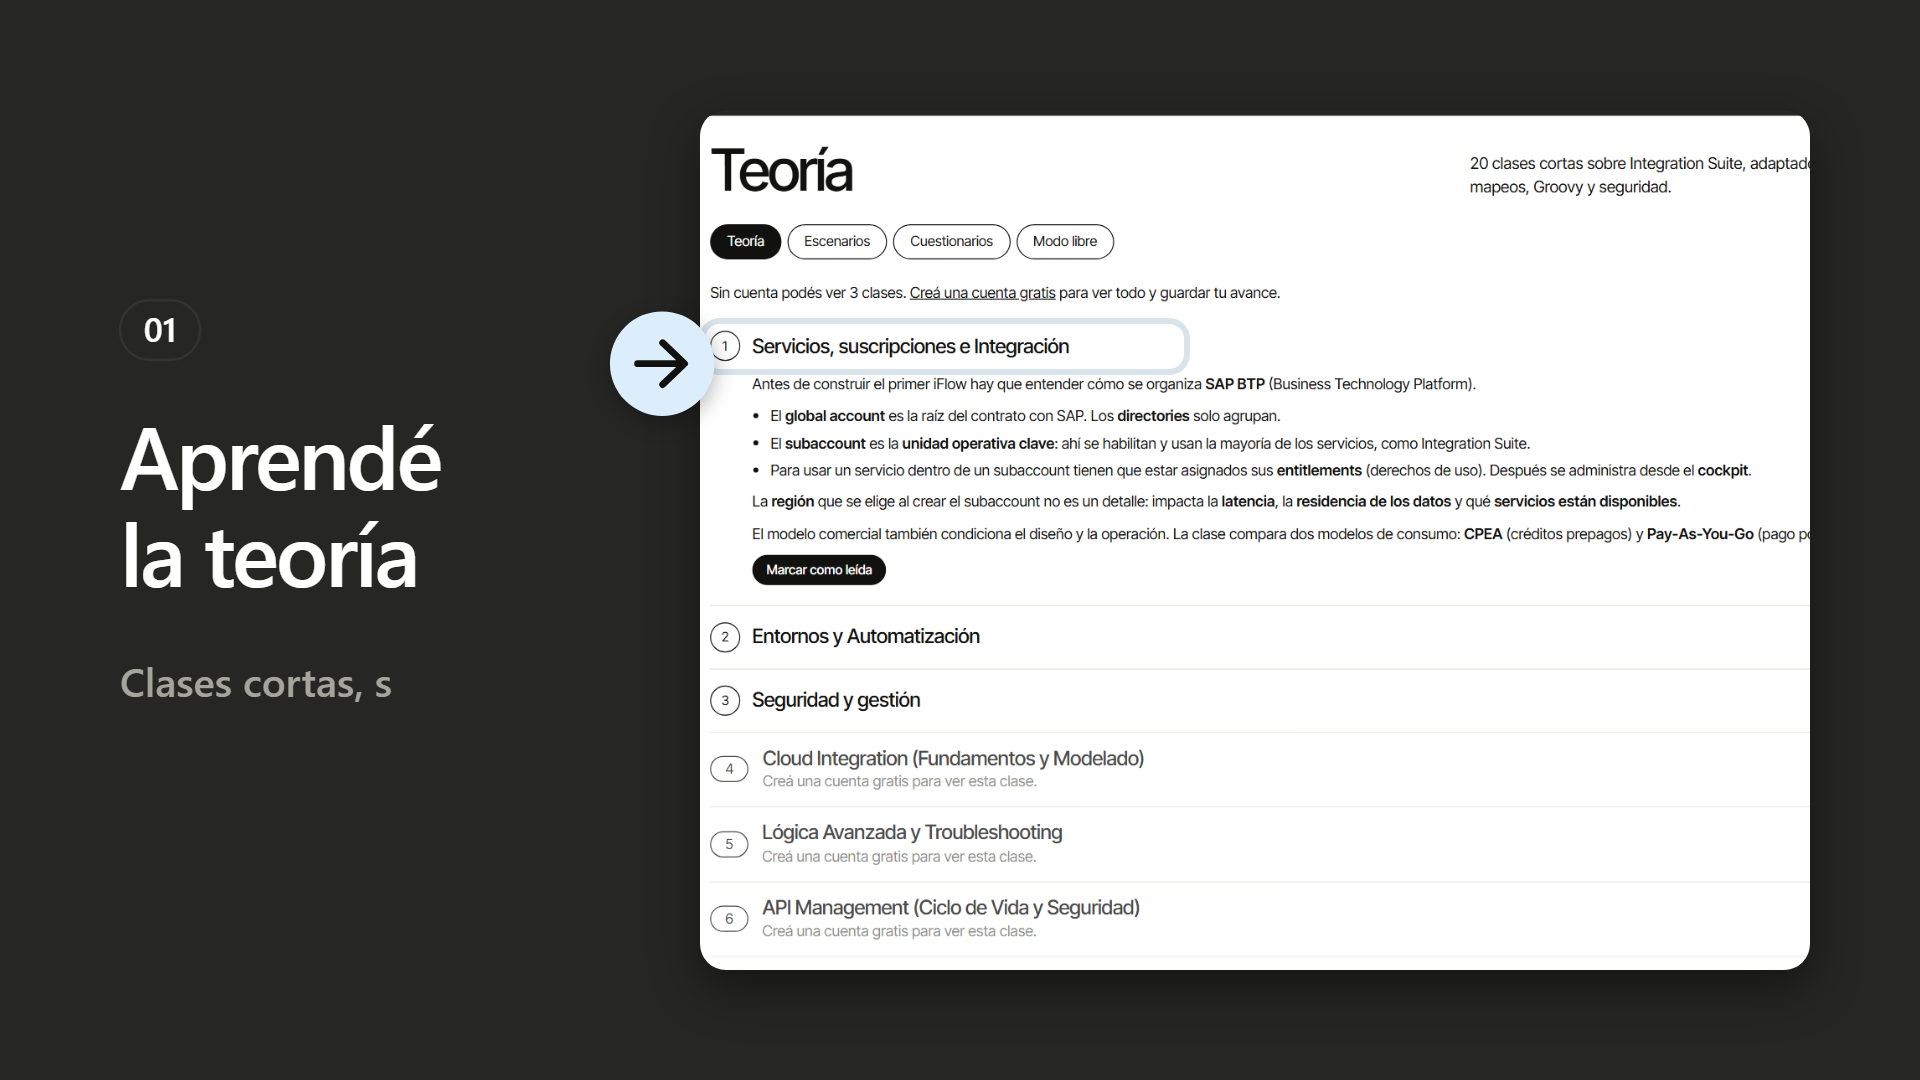 01
Aprendé
la teoría
Clases cortas, s
Teoría
20 clases cortas sobre Integration Suite,
mapeos, Groovy y seguridad.
Teoría
Escenarios
Cuestionarios
Modo libre
Sin cuenta podés ver 3 clases. Creá una cuenta gratis para ver todo y guardar tu avance.
1 Servicios, suscripciones e Integración
Antes de construir el primer iFlow hay que entender cómo se organiza SAP BTP (Business Technology Platform).
• El global account es la raíz del contrato con SAP. Los directories solo agrupan.
• El subaccount es la unidad operativa clave: ahí se habilitan y usan la mayoría de los servicios, como Integration Suite.
• Para usar un servicio dentro de un subaccount tienen que estar asignados sus entitlements (derechos de uso). Después se administra desde el cockpit.
La región que se elige al crear el subaccount no es un detalle: impacta la latencia, la residencia de los datos y qué servicios están disponibles.
El modelo comercial también condiciona el diseño y la operación. La clase compara dos modelos de consumo: CPEA (créditos prepagos) y Pay-As-You-Go (pago
Marcar como leída
2 Entornos y Automatización
3 Seguridad y gestión
4 Cloud Integration (Fundamentos y Modelado)
Creá una cuenta gratis para ver esta clase.
5 Lógica Avanzada y Troubleshooting
Creá una cuenta gratis para ver esta clase.
6 API Management (Ciclo de Vida y Seguridad)
Creá una cuenta gratis para ver esta clase.